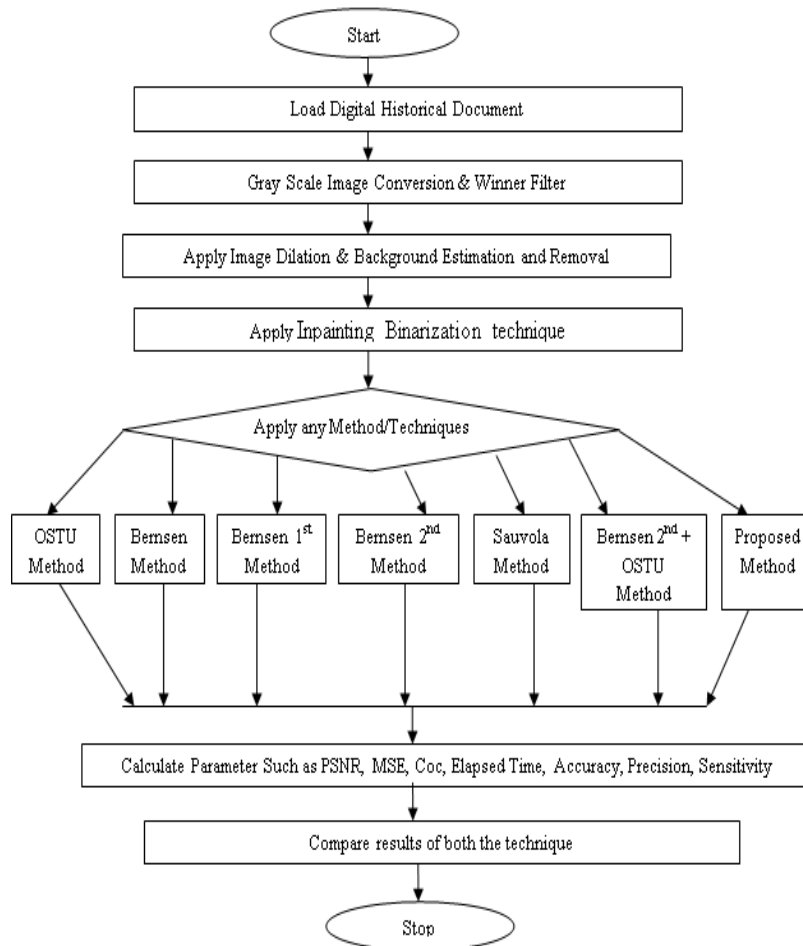 Start
Load Digital Historical Document
Gray Scale Image Conversion & Winner Filter
Apply Image Dilation & Background Estimation and Removal
Apply Inpainting Binarization technique
Apply any Method/Techniques
OSTU
Method
Bernsen
Method
Bernsen 1st
Method
Bernsen 2nd
Method
Sauvola
Method
Bernsen 2nd +
OSTU
Method
Proposed
Method
Calculate Parameter Such as PSNR, MSE, Coc, Elapsed Time, Accuracy, Precision, Sensitivity
Compare results of both the technique
Stop